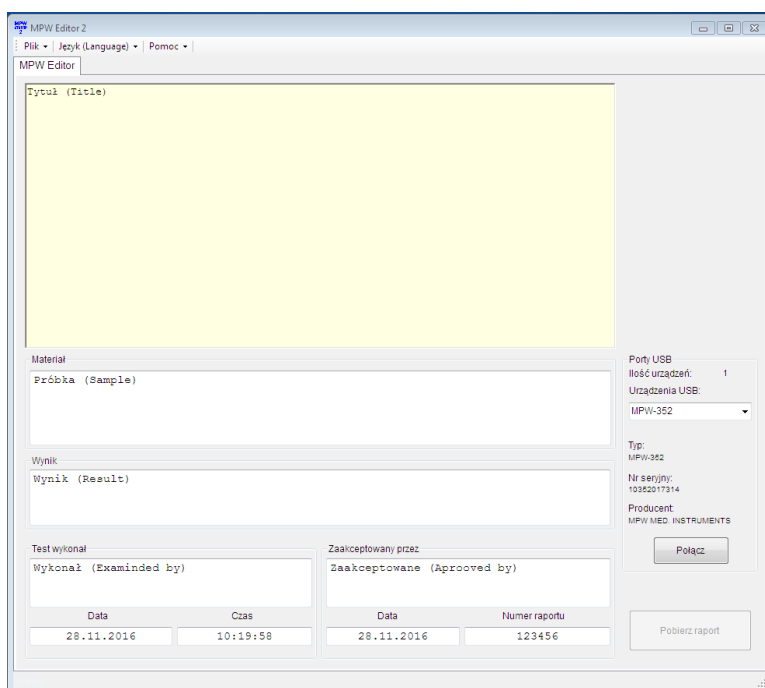 MPW Editor 2
Plik Język (Language) Pomoc
MPW Editor
Tytuł (Title)
Materiał
Próbka (Sample)
Wynik
Wynik (Result)
Test wykonał
Wykonał (Examinded by)
Data Czas
28.11.2016 10:19:58
Zaakceptowany przez
Zaakceptowane (Aprooved by)
Data Numer raportu
28.11.2016 123456
Porty USB
Ilość urządzeń: 1
Urządzenia USB:
MPW-352
Typ:
MPW-352
Nr seryjny:
10352017314
Producent:
MPW MED. INSTRUMENTS
Połącz
Pobierz raport